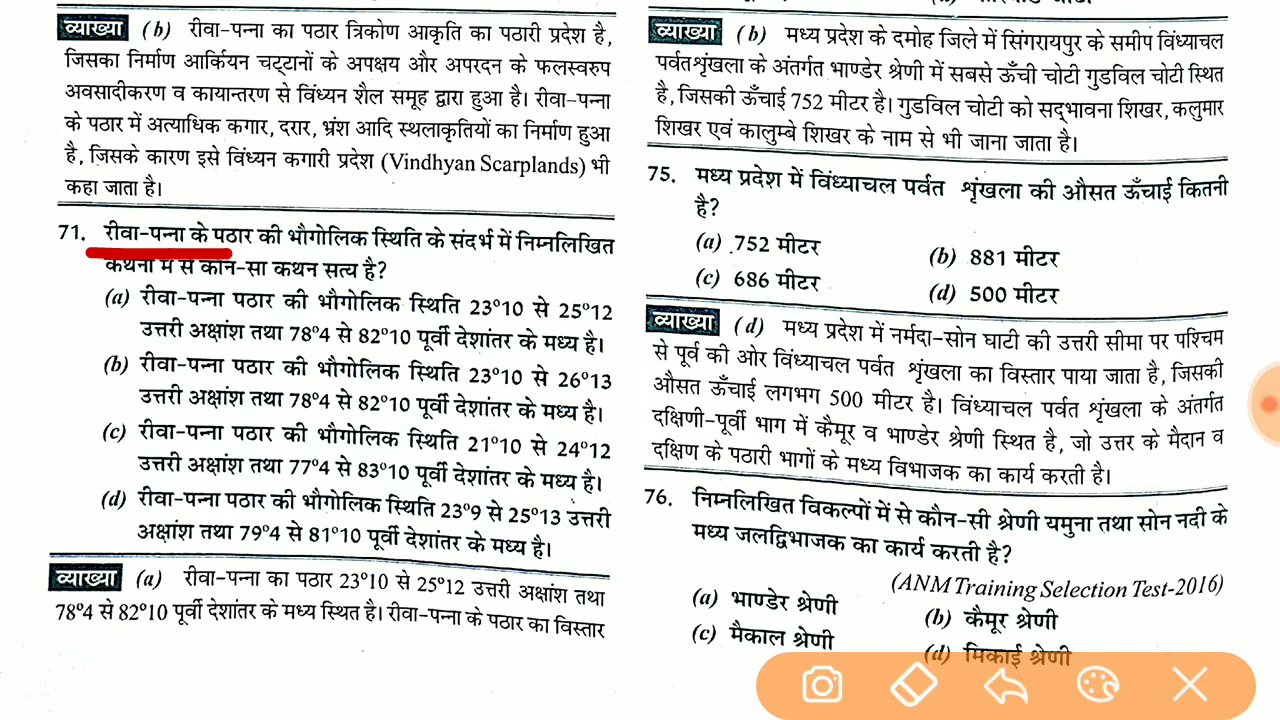 व्याख्या (b) रीवा-पन्ना का पठार त्रिकोण आकृति का पठारी प्रदेश है,
जिसका निर्माण आर्कियन चट्टानों के अपक्षय और अपरदन के फलस्वरुप
अवसादीकरण व कायान्तरण से विंध्यन शैल समूह द्वारा हुआ है। रीवा-पन्ना
के पठार में अत्याधिक कगार, दरार, भ्रंश आदि स्थलाकृतियों का निर्माण हुआ
है, जिसके कारण इसे विंध्यन कगारी प्रदेश (Vindhyan Scarplands) भी
कहा जाता है।
71. रीवा-पन्ना के पठार की भौगोलिक स्थिति के संदर्भ में निम्नलिखित
कथनों में से कौन-सा कथन सत्य है?
(a) रीवा-पन्ना पठार की भौगोलिक स्थिति 23°10 से 25°12
उत्तरी अक्षांश तथा 78°4 से 82°10 पूर्वी देशांतर के मध्य है।
(b) रीवा-पन्ना पठार की भौगोलिक स्थिति 23°10 से 26°13
उत्तरी अक्षांश तथा 78°4 से 82°10 पूर्वी देशांतर के मध्य है।
(c) रीवा-पन्ना पठार की भौगोलिक स्थिति 21°10 से 24°12
उत्तरी अक्षांश तथा 77°4 से 83°10 पूर्वी देशांतर के मध्य है।
(d) रीवा-पन्ना पठार की भौगोलिक स्थिति 23°9 से 25°13 उत्तरी
अक्षांश तथा 79°4 से 81°10 पूर्वी देशांतर के मध्य है।
व्याख्या (a) रीवा-पन्ना का पठार 23°10 से 25°12 उत्तरी अक्षांश तथा
78°4 से 82°10 पूर्वी देशांतर के मध्य स्थित है। रीवा-पन्ना के पठार का विस्तार
व्याख्या (b) मध्य प्रदेश के दमोह जिले में सिंगरायपुर के समीप विंध्याचल
पर्वतशृंखला के अंतर्गत भाण्डेर श्रेणी में सबसे ऊँची चोटी गुडविल चोटी स्थित
है, जिसकी ऊँचाई 752 मीटर है। गुडविल चोटी को सद्‌भावना शिखर, कलुमार
शिखर एवं कालुम्बे शिखर के नाम से भी जाना जाता है।
75. मध्य प्रदेश में विंध्याचल पर्वत शृंखला की औसत ऊँचाई कितनी
है?
(a) 752 मीटर (b) 881 मीटर
(c) 686 मीटर (d) 500 मीटर
व्याख्या (d) मध्य प्रदेश में नर्मदा-सोन घाटी की उत्तरी सीमा पर पश्चिम
से पूर्व की ओर विंध्याचल पर्वत शृंखला का विस्तार पाया जाता है, जिसकी
औसत ऊँचाई लगभग 500 मीटर है। विंध्याचल पर्वत शृंखला के अंतर्गत
दक्षिणी-पूर्वी भाग में कैमूर व भाण्डेर श्रेणी स्थित है, जो उत्तर के मैदान व
दक्षिण के पठारी भागों के मध्य विभाजक का कार्य करती है।
76. निम्नलिखित विकल्पों में से कौन-सी श्रेणी यमुना तथा सोन नदी के
मध्य जलद्विभाजक का कार्य करती है?
(ANM Training Selection Test-2016)
(a) भाण्डेर श्रेणी (b) कैमूर श्रेणी
(c) मैकाल श्रेणी (d) मिकाई श्रेणी